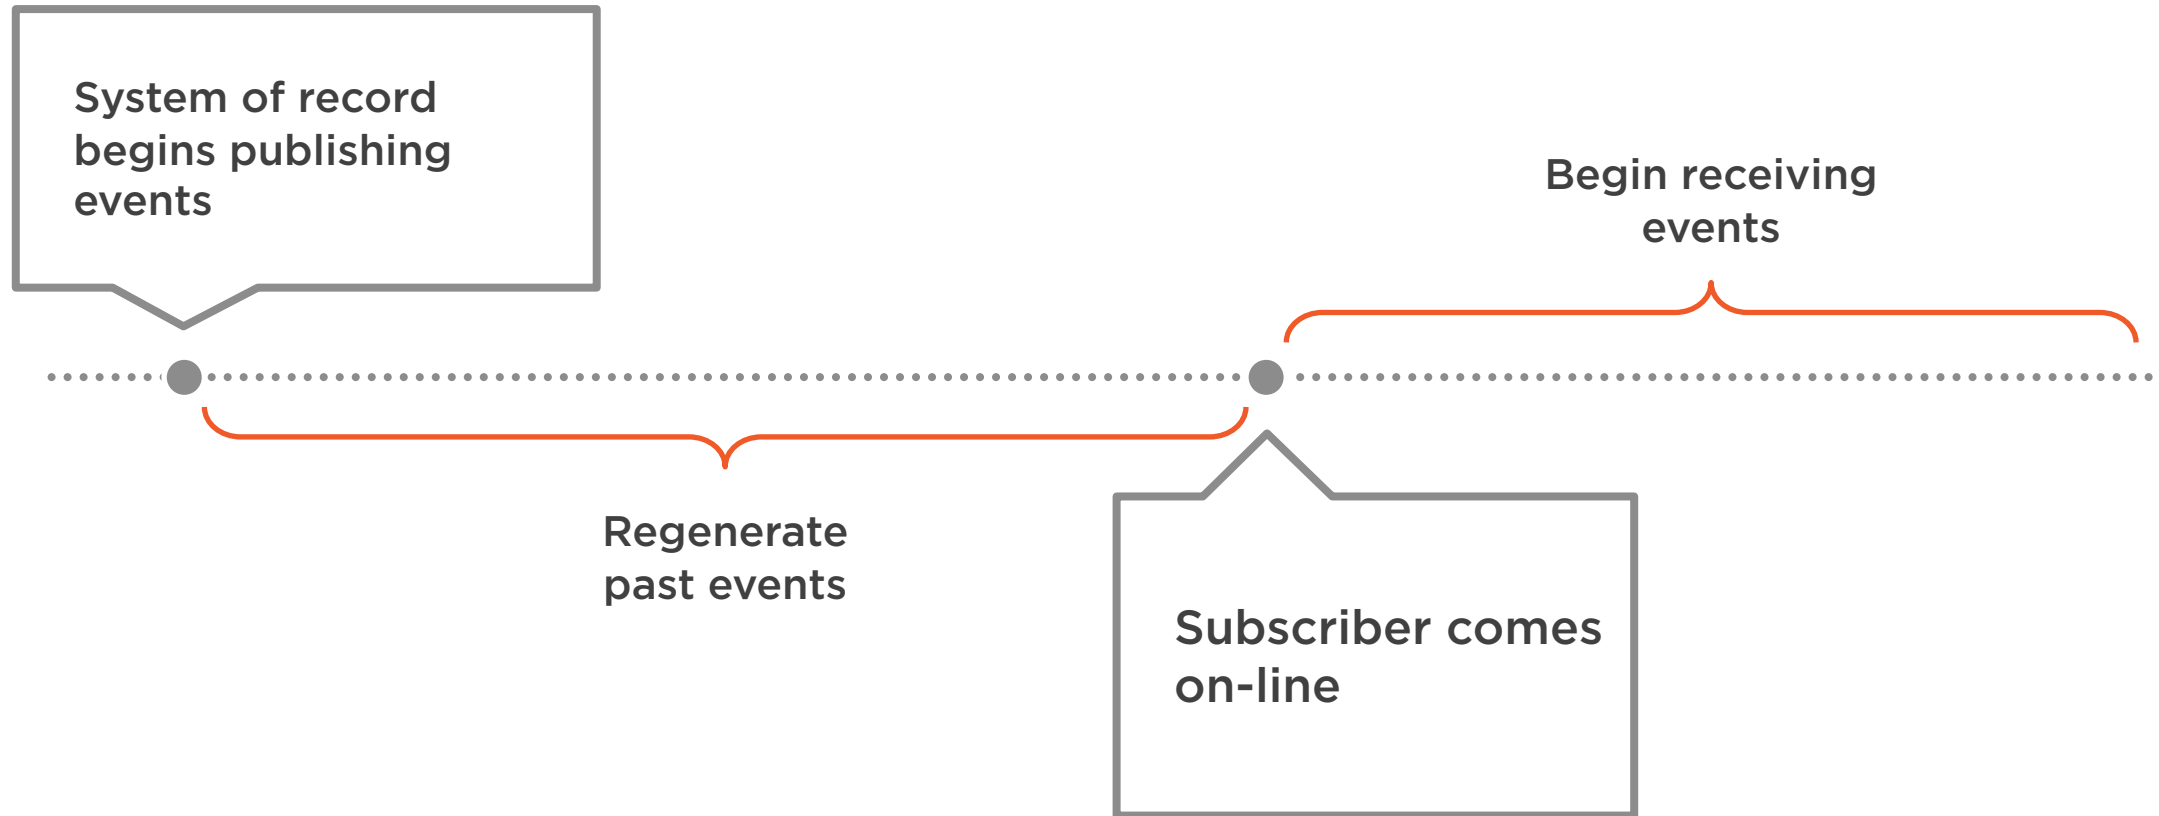 System of record
begins publishing
events
Begin receiving
events
Regenerate
past events
Subscriber comes
on-line